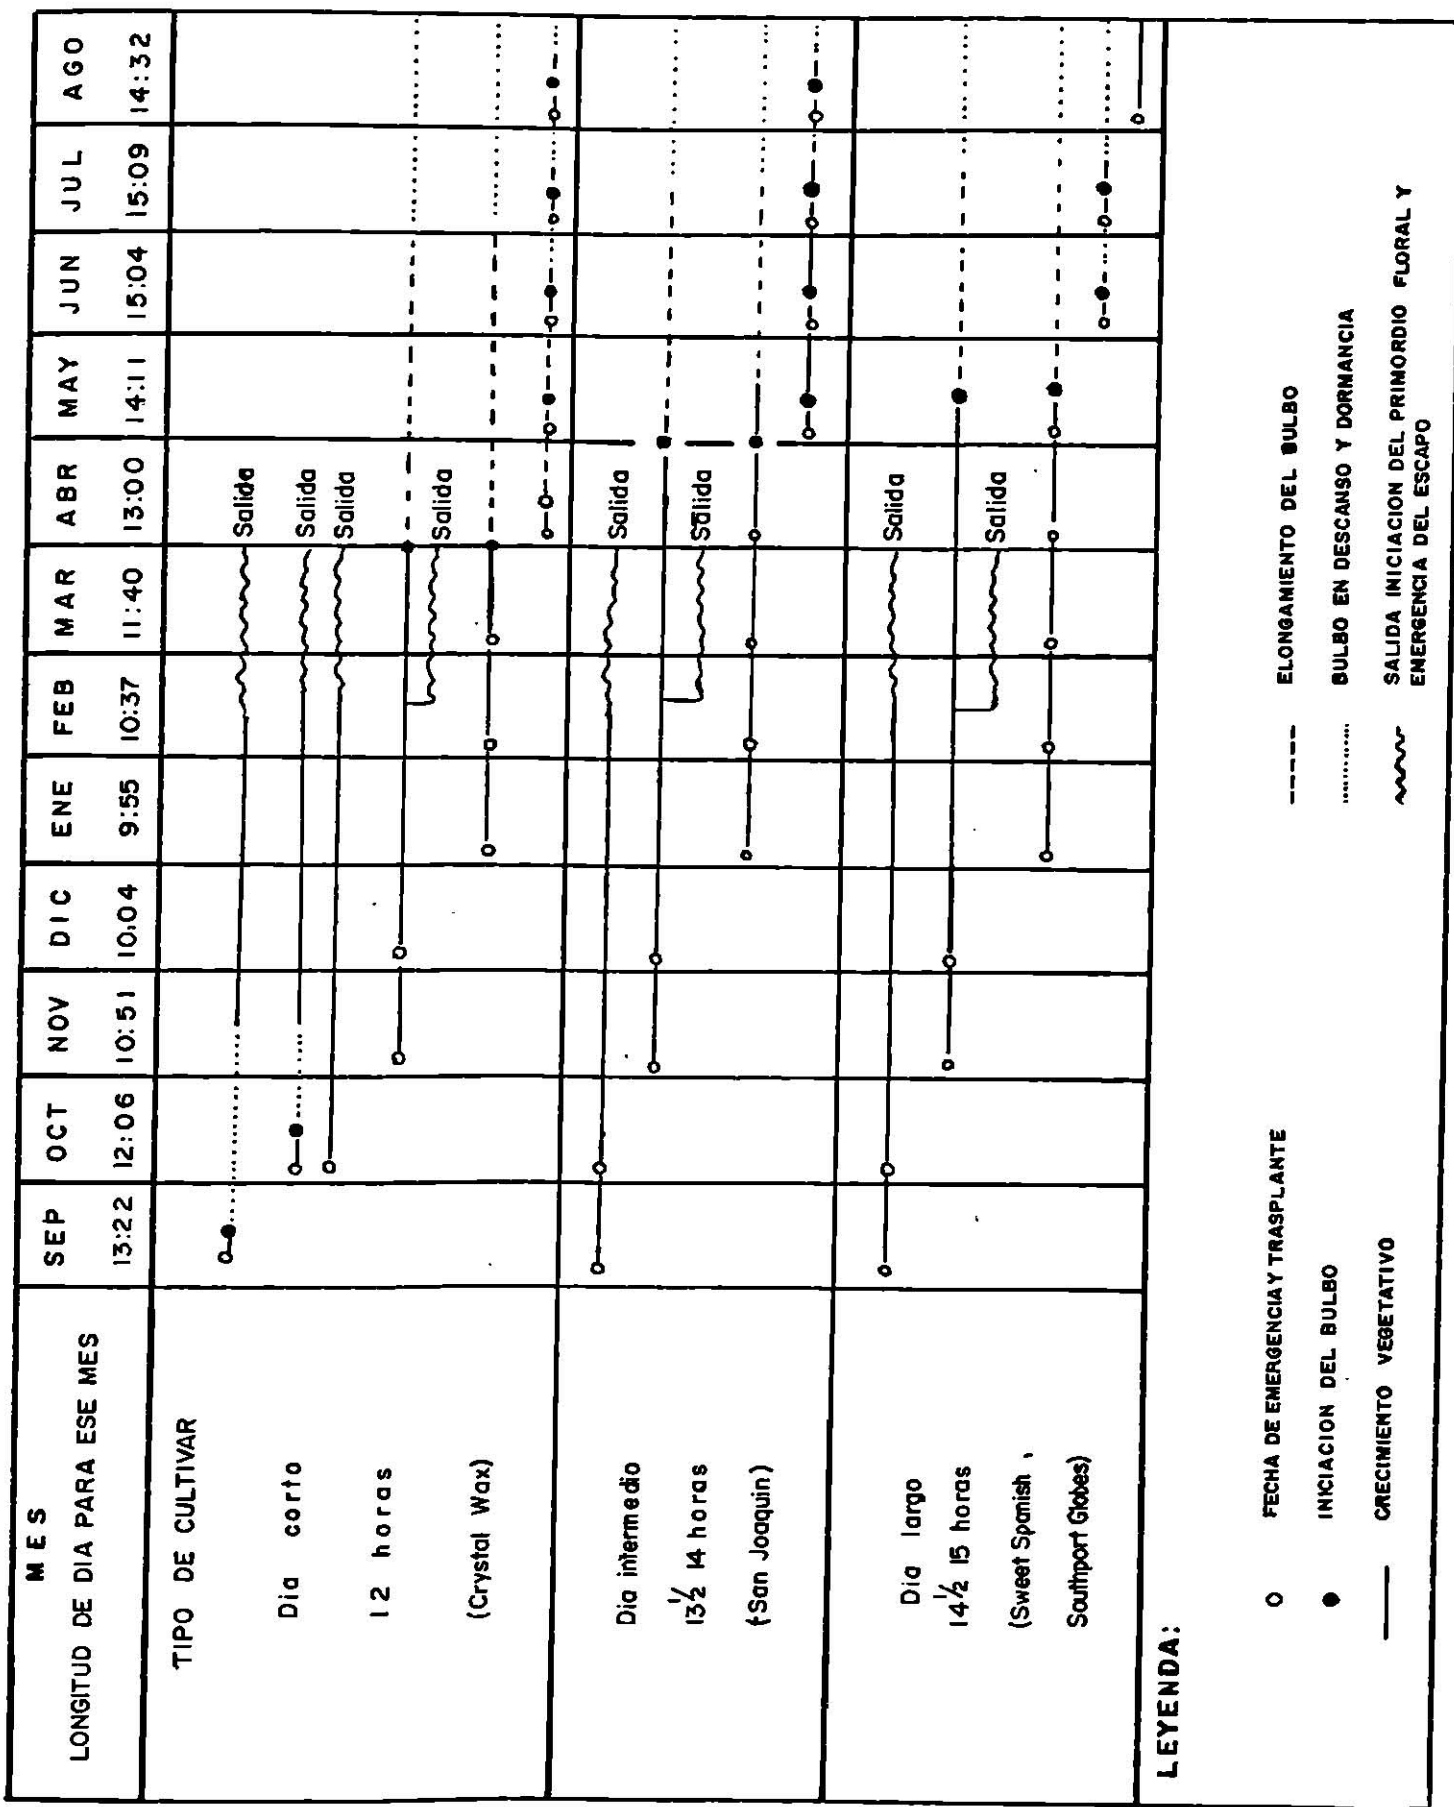 MES
SEP OCT NOV DIC ENE FEB MAR ABR MAY JUN JUL AGO
LONGITUD DE DIA PARA ESE MES
13:22 12:06 10:51 10.04 9:55 10:37 11:40 13:00 14:11 15:04 15:09 14:32
TIPO DE CULTIVAR
Dia corto
12 horas
(Crystal Wax)
Salida
Salida
Salida
Salida
Dia intermedio
13½ 14 horas
(San Joaquin)
Salida
Salida
Dia largo
14½ 15 horas
(Sweet Spanish,
Southport Globes)
Salida
Salida
LEYENDA:
FECHA DE EMERGENCIA Y TRASPLANTE
INICIACION DEL BULBO
CRECIMIENTO VEGETATIVO
ELONGAMIENTO DEL BULBO
BULBO EN DESCANSO Y DORMANCIA
SALIDA INICIACION DEL PRIMORDIO FLORAL Y
EMERGENCIA DEL ESCAPO